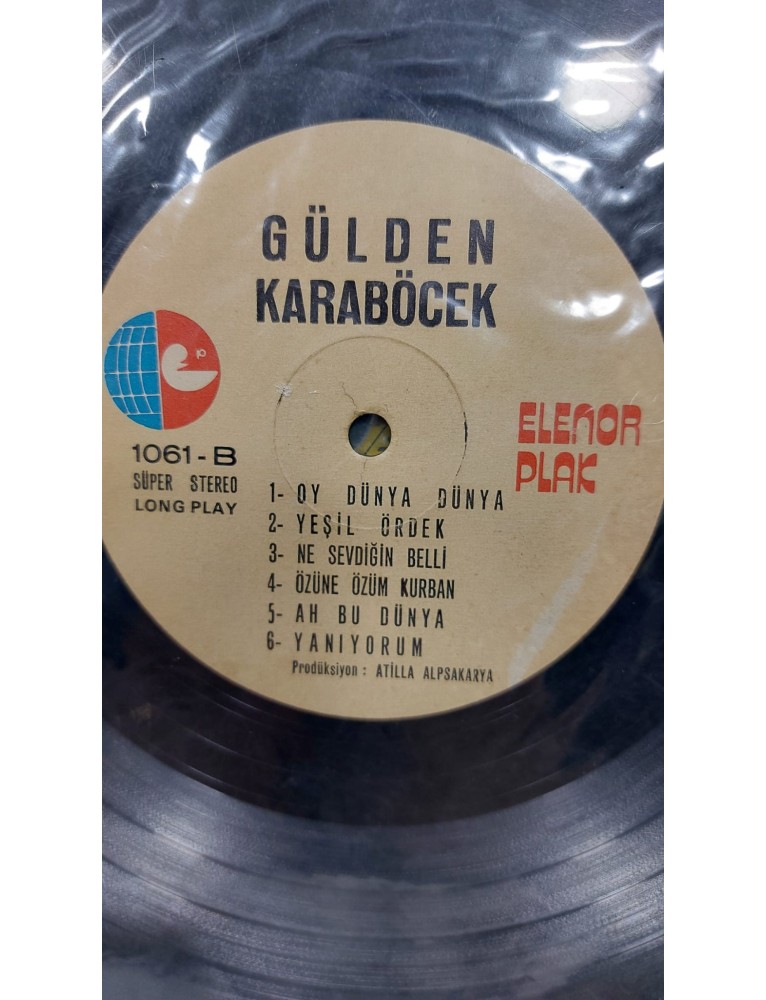 GÜLDEN
KARABÖCEK
ELENOR
PLAK
1061-B
SÜPER STEREO
LONG PLAY
1- OY DÜNYA DÜNYA
2- YEŞİL ÖRDEK
3- NE SEVDİĞİN BELLİ
4- ÖZÜNE ÖZÜM KURBAN
5- AH BU DÜNYA
6- YANIYORUM
Prodüksiyon : ATİLLA ALPSAKARYA